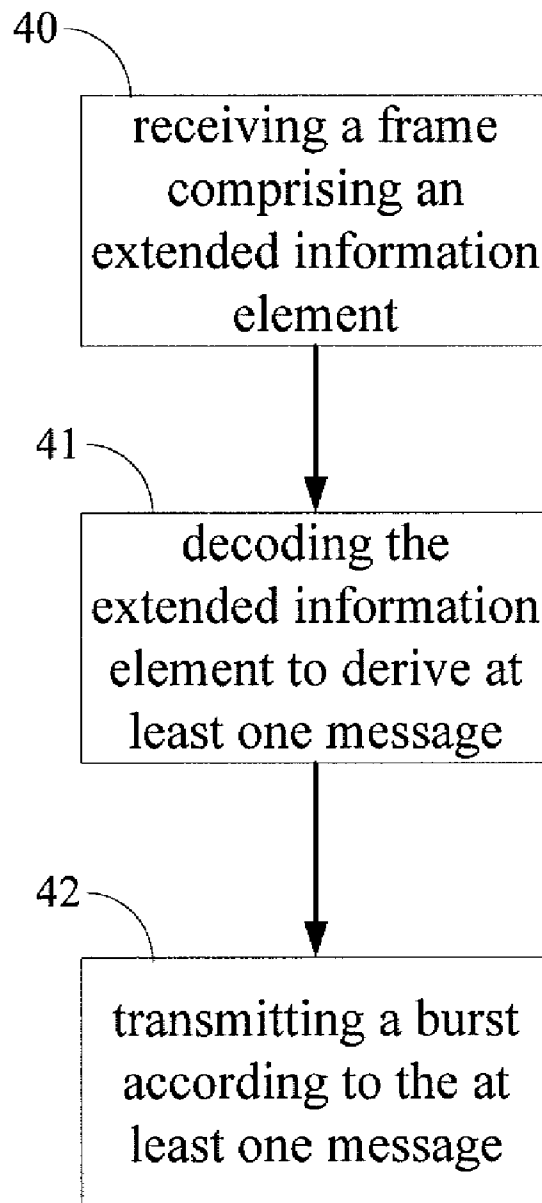 40
receiving a frame
comprising an
extended information
element
41
decoding the
extended information
element to derive at
least one message
42
transmitting a burst
according to the at
least one message